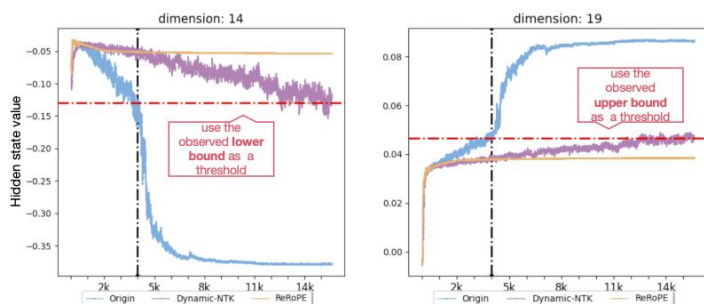 dimension: 14
dimension: 19
Hidden state value
-0.05
-0.10
-0.15
-0.20
-0.25
-0.30
-0.35
use the
observed lower
bound as a
threshold
2k
5k
8k
11k
14k
Origin
Dynamic-NTK
ReRoPE
0.08
0.06
0.04
0.02
0.00
use the
observed
upper bound
as a threshold
2k
5k
8k
11k
14k
Origin
Dynamic-NTK
ReRoPE